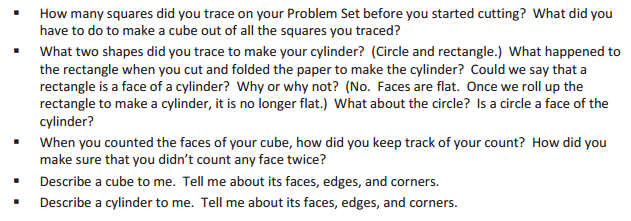 ▪ How many squares did you trace on your Problem Set before you started cutting?  What did you
have to do to make a cube out of all the squares you traced?
▪ What two shapes did you trace to make your cylinder?  (Circle and rectangle.)  What happened to
the rectangle when you cut and folded the paper to make the cylinder?  Could we say that a
rectangle is a face of a cylinder?  Why or why not?  (No.  Faces are flat.  Once we roll up the
rectangle to make a cylinder, it is no longer flat.)  What about the circle?  Is a circle a face of the
cylinder?
▪ When you counted the faces of your cube, how did you keep track of your count?  How did you
make sure that you didn’t count any face twice?
▪ Describe a cube to me.  Tell me about its faces, edges, and corners.
▪ Describe a cylinder to me.  Tell me about its faces, edges, and corners.